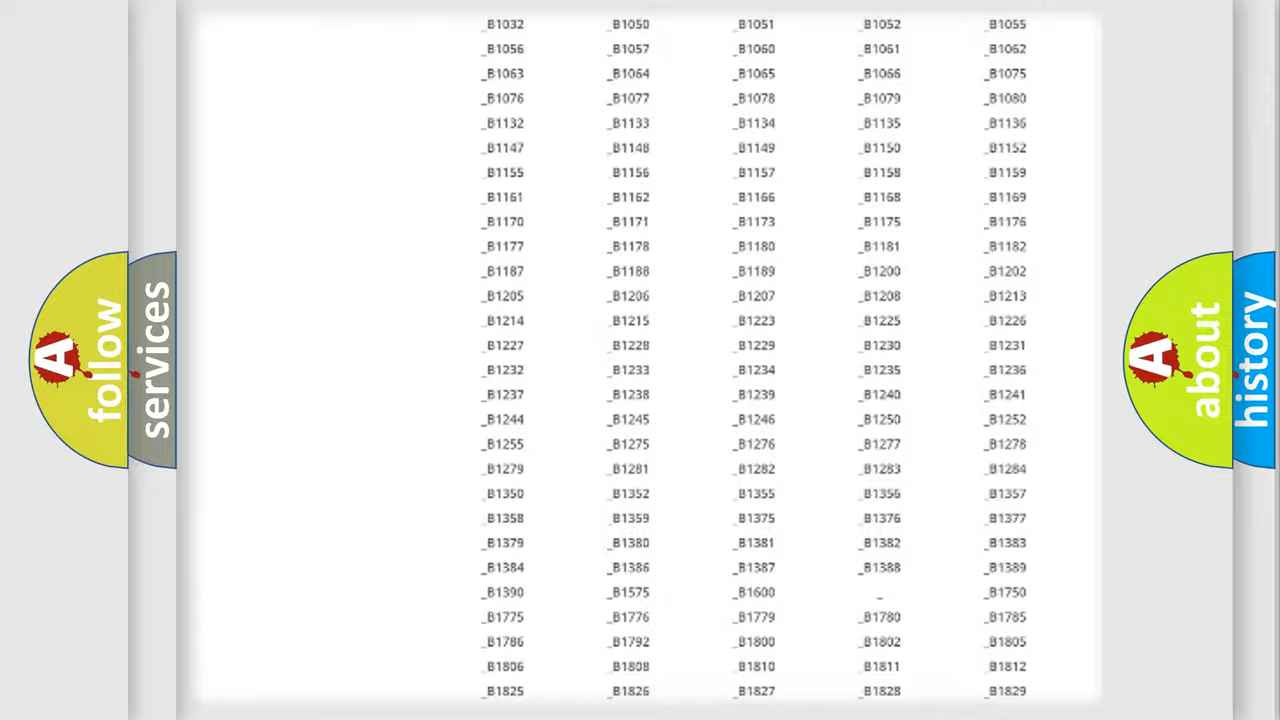 _B1032 _B1050 _B1051 _B1052 _B1055
_B1056 _B1057 _B1060 _B1061 _B1062
_B1063 _B1064 _B1065 _B1066 _B1075
_B1076 _B1077 _B1078 _B1079 _B1080
_B1132 _B1133 _B1134 _B1135 _B1136
_B1147 _B1148 _B1149 _B1150 _B1152
_B1155 _B1156 _B1157 _B1158 _B1159
_B1161 _B1162 _B1166 _B1168 _B1169
_B1170 _B1171 _B1173 _B1175 _B1176
_B1177 _B1178 _B1180 _B1181 _B1182
_B1187 _B1188 _B1189 _B1200 _B1202
_B1205 _B1206 _B1207 _B1208 _B1213
_B1214 _B1215 _B1223 _B1225 _B1226
_B1227 _B1228 _B1229 _B1230 _B1231
_B1232 _B1233 _B1234 _B1235 _B1236
_B1237 _B1238 _B1239 _B1240 _B1241
_B1244 _B1245 _B1246 _B1250 _B1252
_B1255 _B1275 _B1276 _B1277 _B1278
_B1279 _B1281 _B1282 _B1283 _B1284
_B1350 _B1352 _B1355 _B1356 _B1357
_B1358 _B1359 _B1375 _B1376 _B1377
_B1379 _B1380 _B1381 _B1382 _B1383
_B1384 _B1386 _B1387 _B1388 _B1389
_B1390 _B1575 _B1600 _ _B1750
_B1775 _B1776 _B1779 _B1780 _B1785
_B1786 _B1792 _B1800 _B1802 _B1805
_B1806 _B1808 _B1810 _B1811 _B1812
_B1825 _B1826 _B1827 _B1828 _B1829
A
follow
services
A
about
history